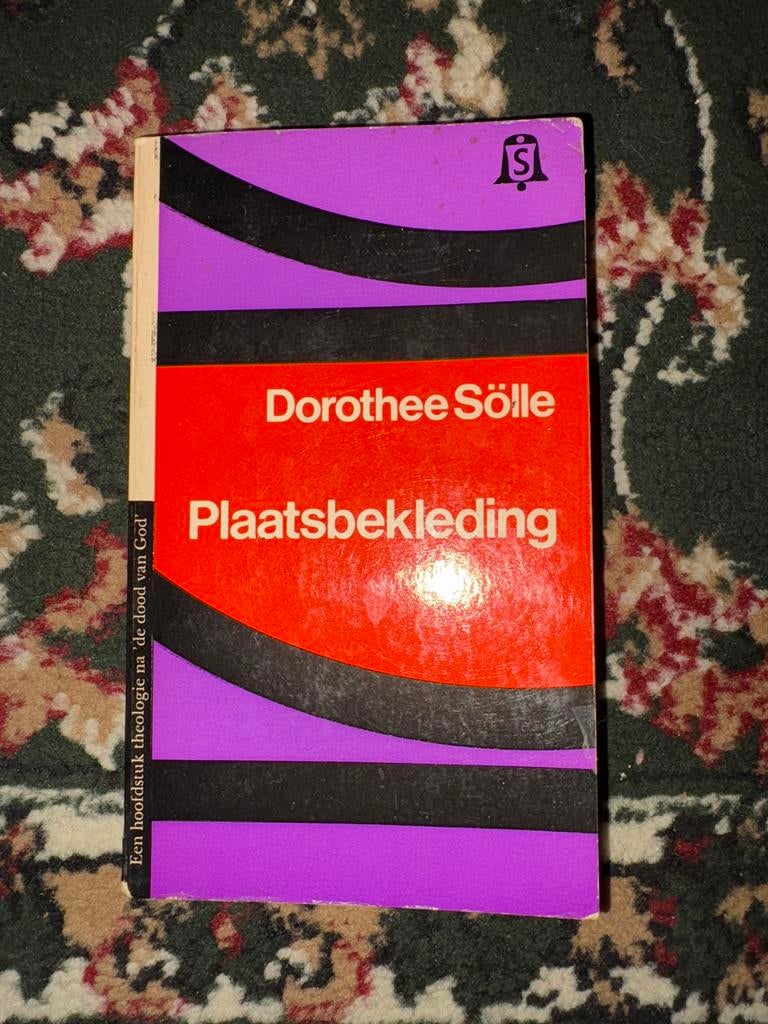 S
Dorothee Sölle
Plaatsbekleding
Een hoofdstuk theologie na 'de dood van God'